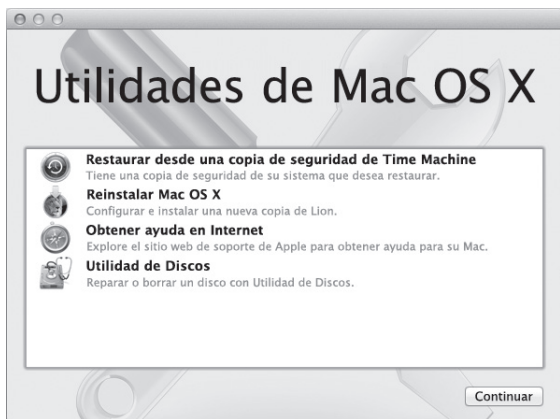 Utilidades de Mac OS X
Restaurar desde una copia de seguridad de Time Machine
Tiene una copia de seguridad de su sistema que desea restaurar.
Reinstalar Mac OS X
Configurar e instalar una nueva copia de Lion.
Obtener ayuda en Internet
Explore el sitio web de soporte de Apple para obtener ayuda para su Mac.
Utilidad de Discos
Reparar o borrar un disco con Utilidad de Discos.
Continuar